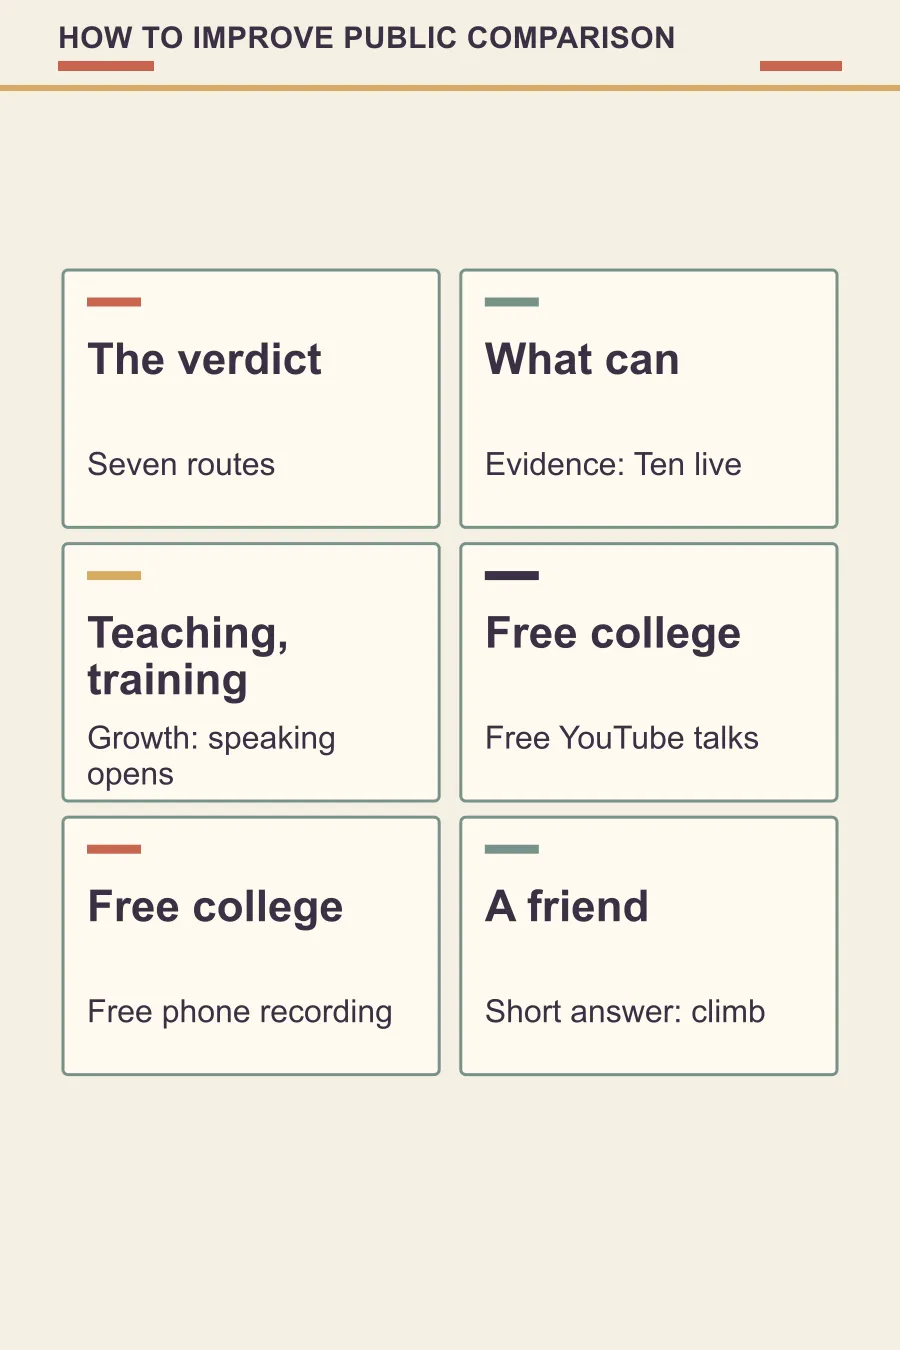 HOW TO IMPROVE PUBLIC COMPARISON
The verdict
Seven routes
What can
Evidence: Ten live
Teaching,
training
Growth: speaking
opens
Free college
Free YouTube talks
Free college
Free phone recording
A friend
Short answer: climb